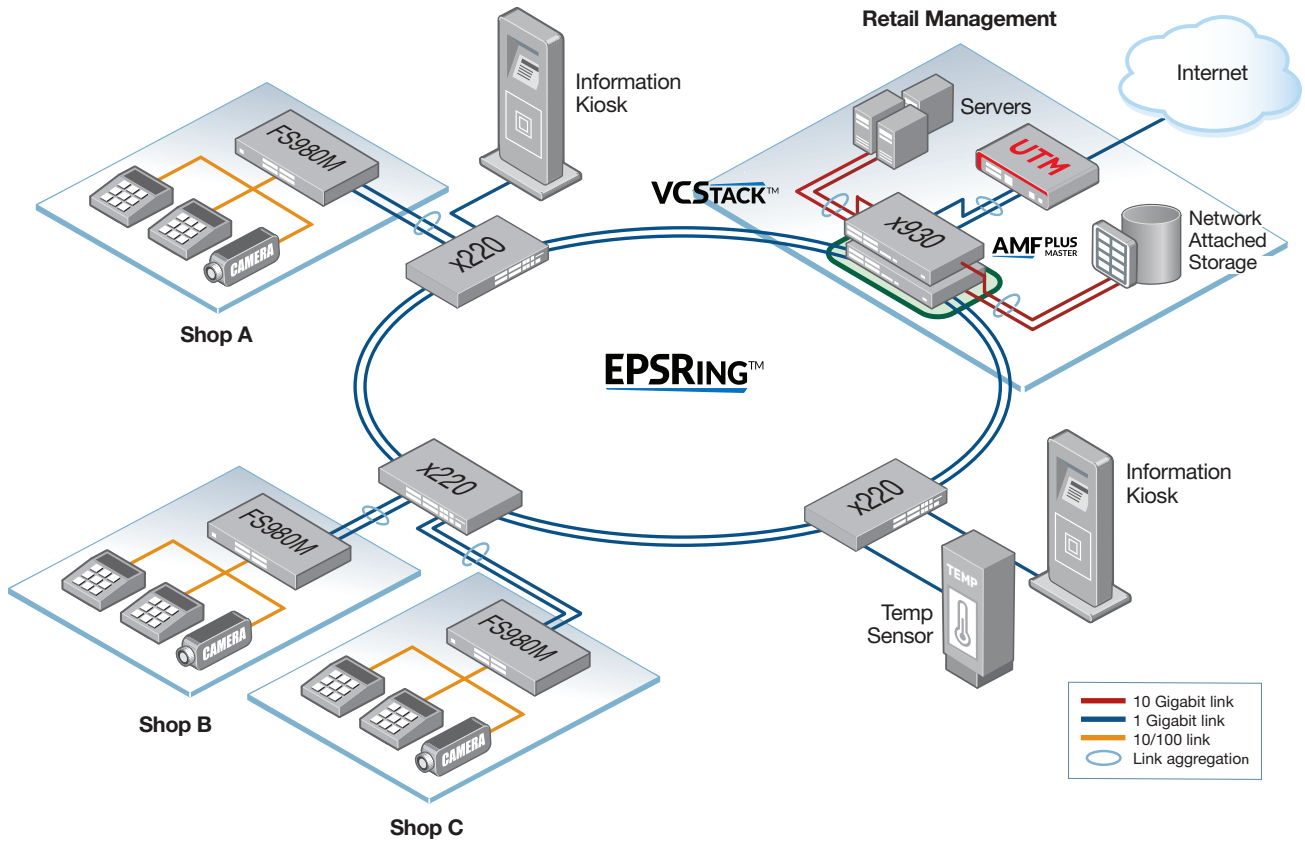 Retail Management
Internet
Information
Kiosk
Servers
FS980M
UTM
VCSTACK™
x930
AMF PLUS
MASTER
Network
Attached
Storage
CAMERA
x220
Shop A
EPSRING™
x220
x220
Information
Kiosk
FS980M
TEMP
Temp
Sensor
CAMERA
FS980M
Shop B
CAMERA
Shop C
10 Gigabit link
1 Gigabit link
10/100 link
Link aggregation